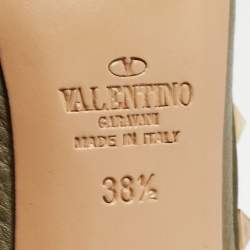 VALENTINO
GARAVANI
MADE IN ITALY
38½